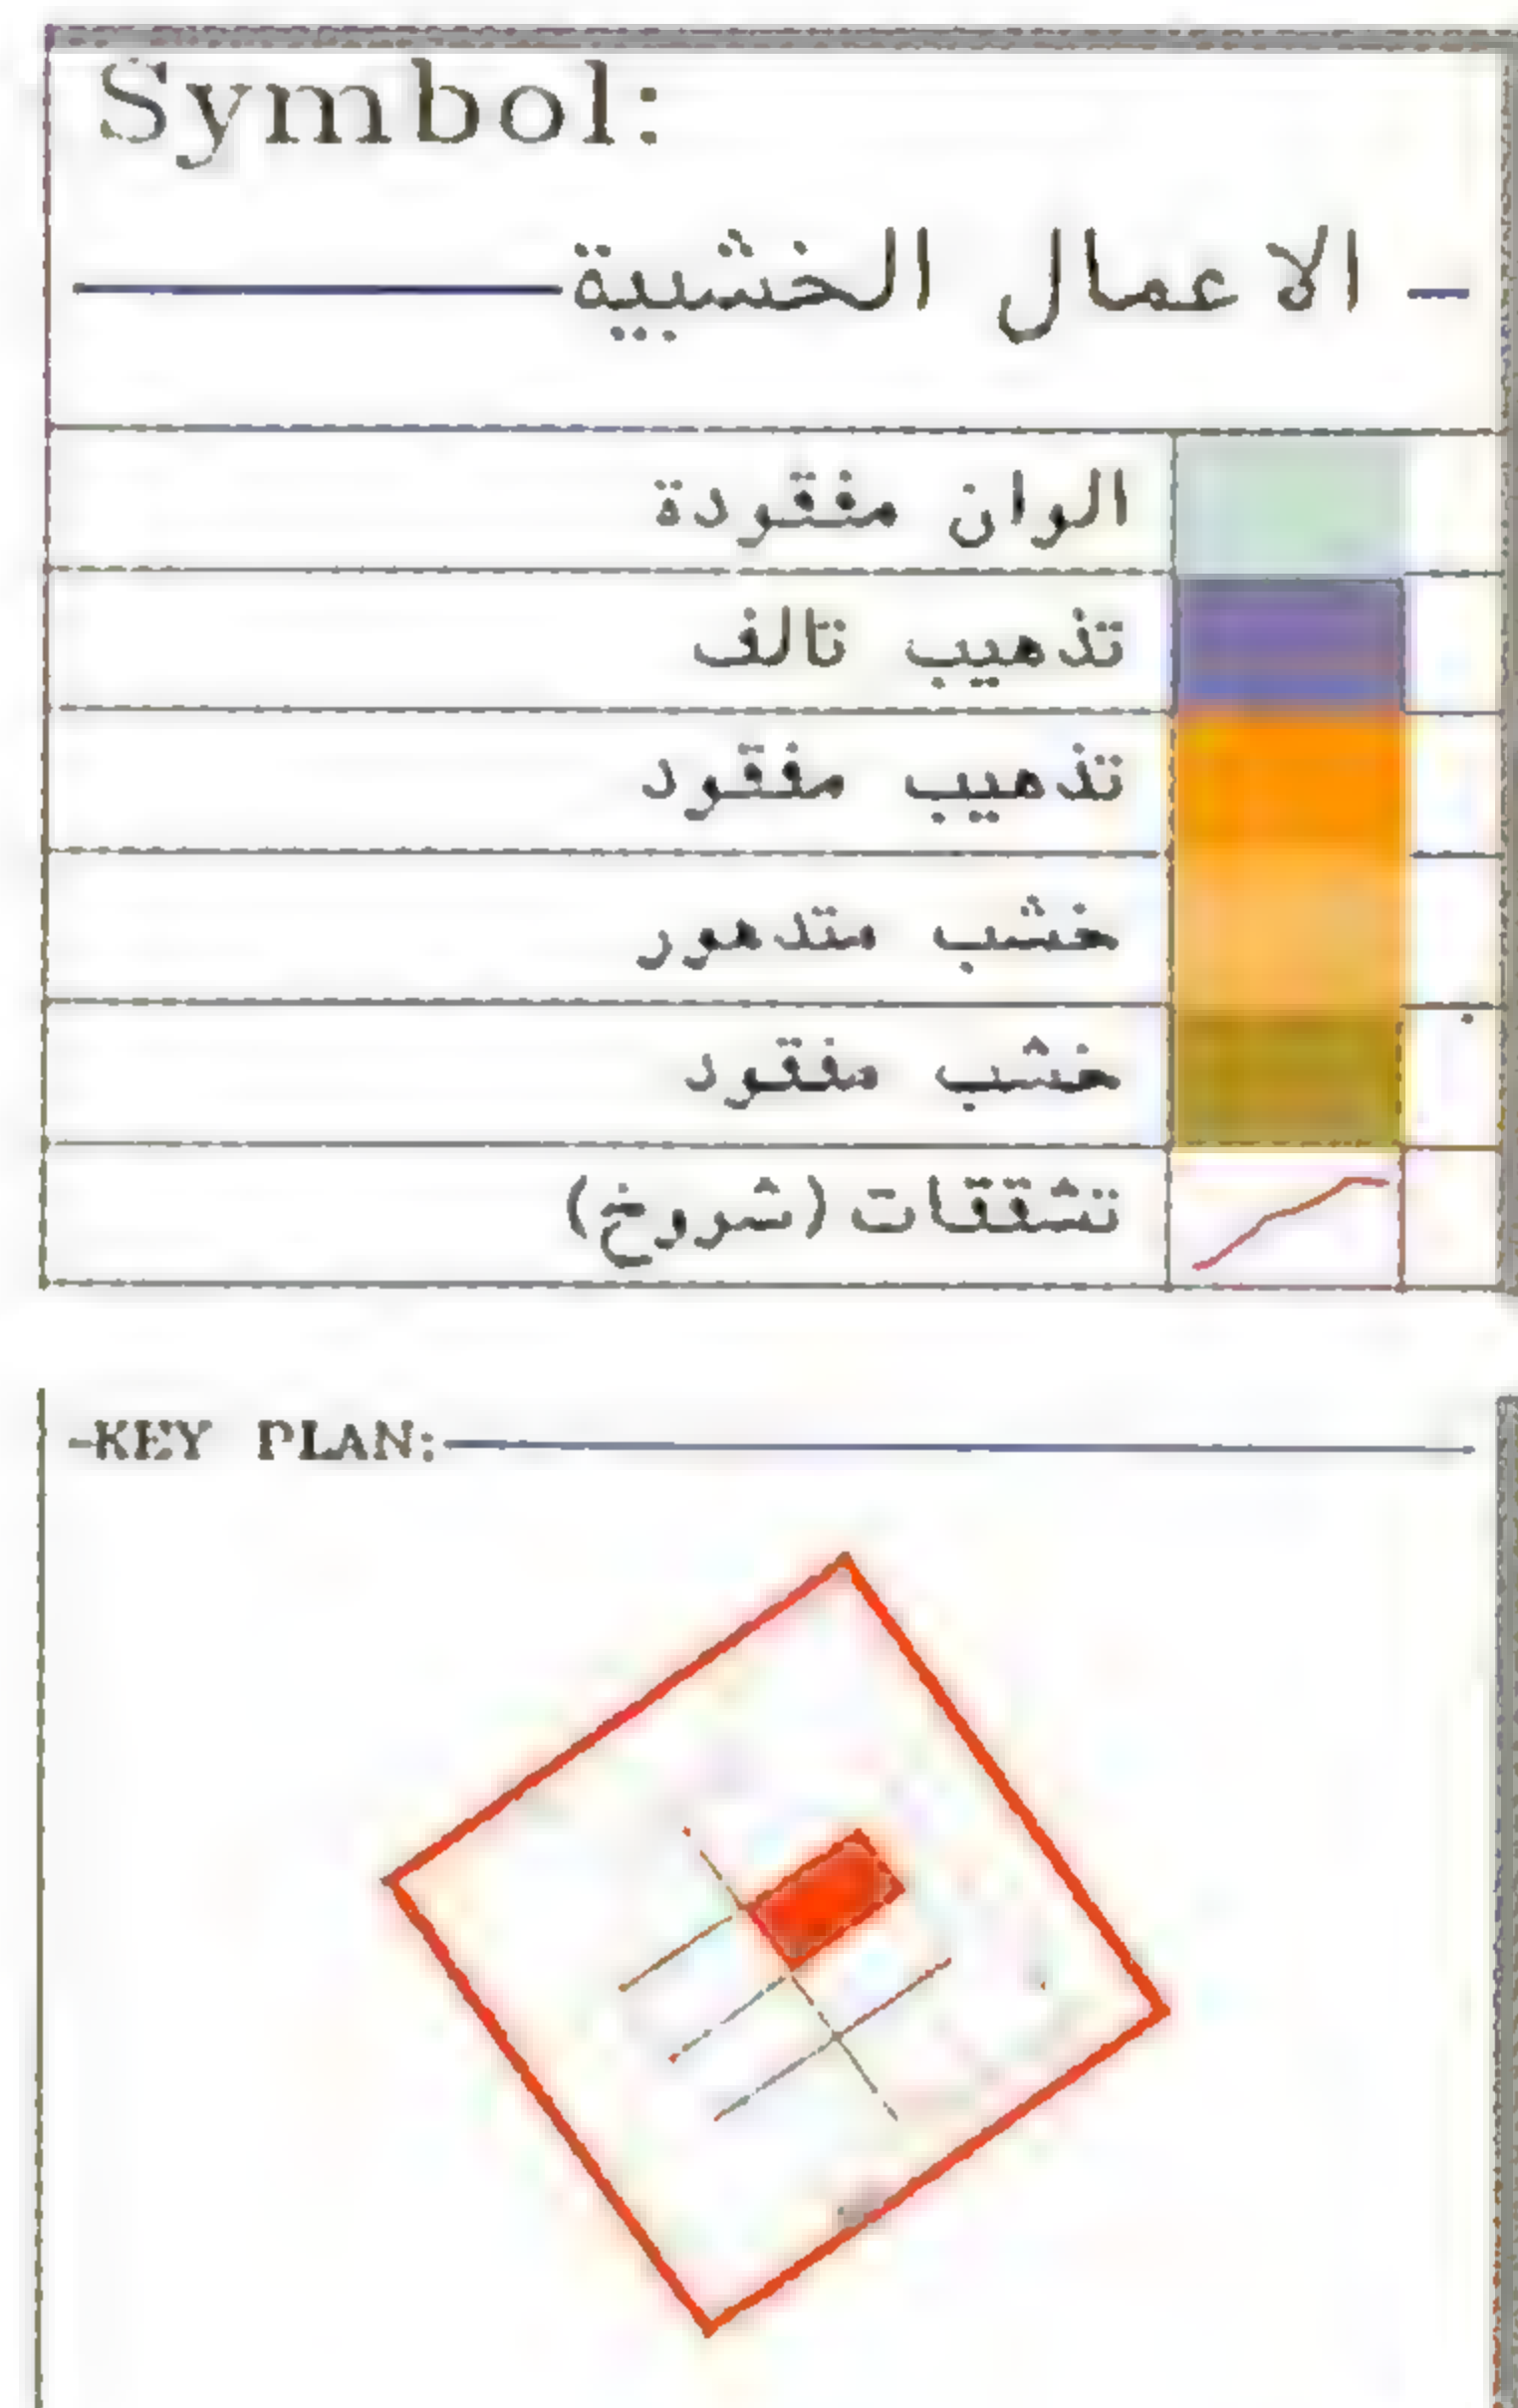 Symbol:
- الاعمال الخشبية
الوان مفقودة
تذهيب تالف
تذهيب مفقود
خشب متدهور
خشب مفقود
تشققات (شروخ)
-KEY PLAN: